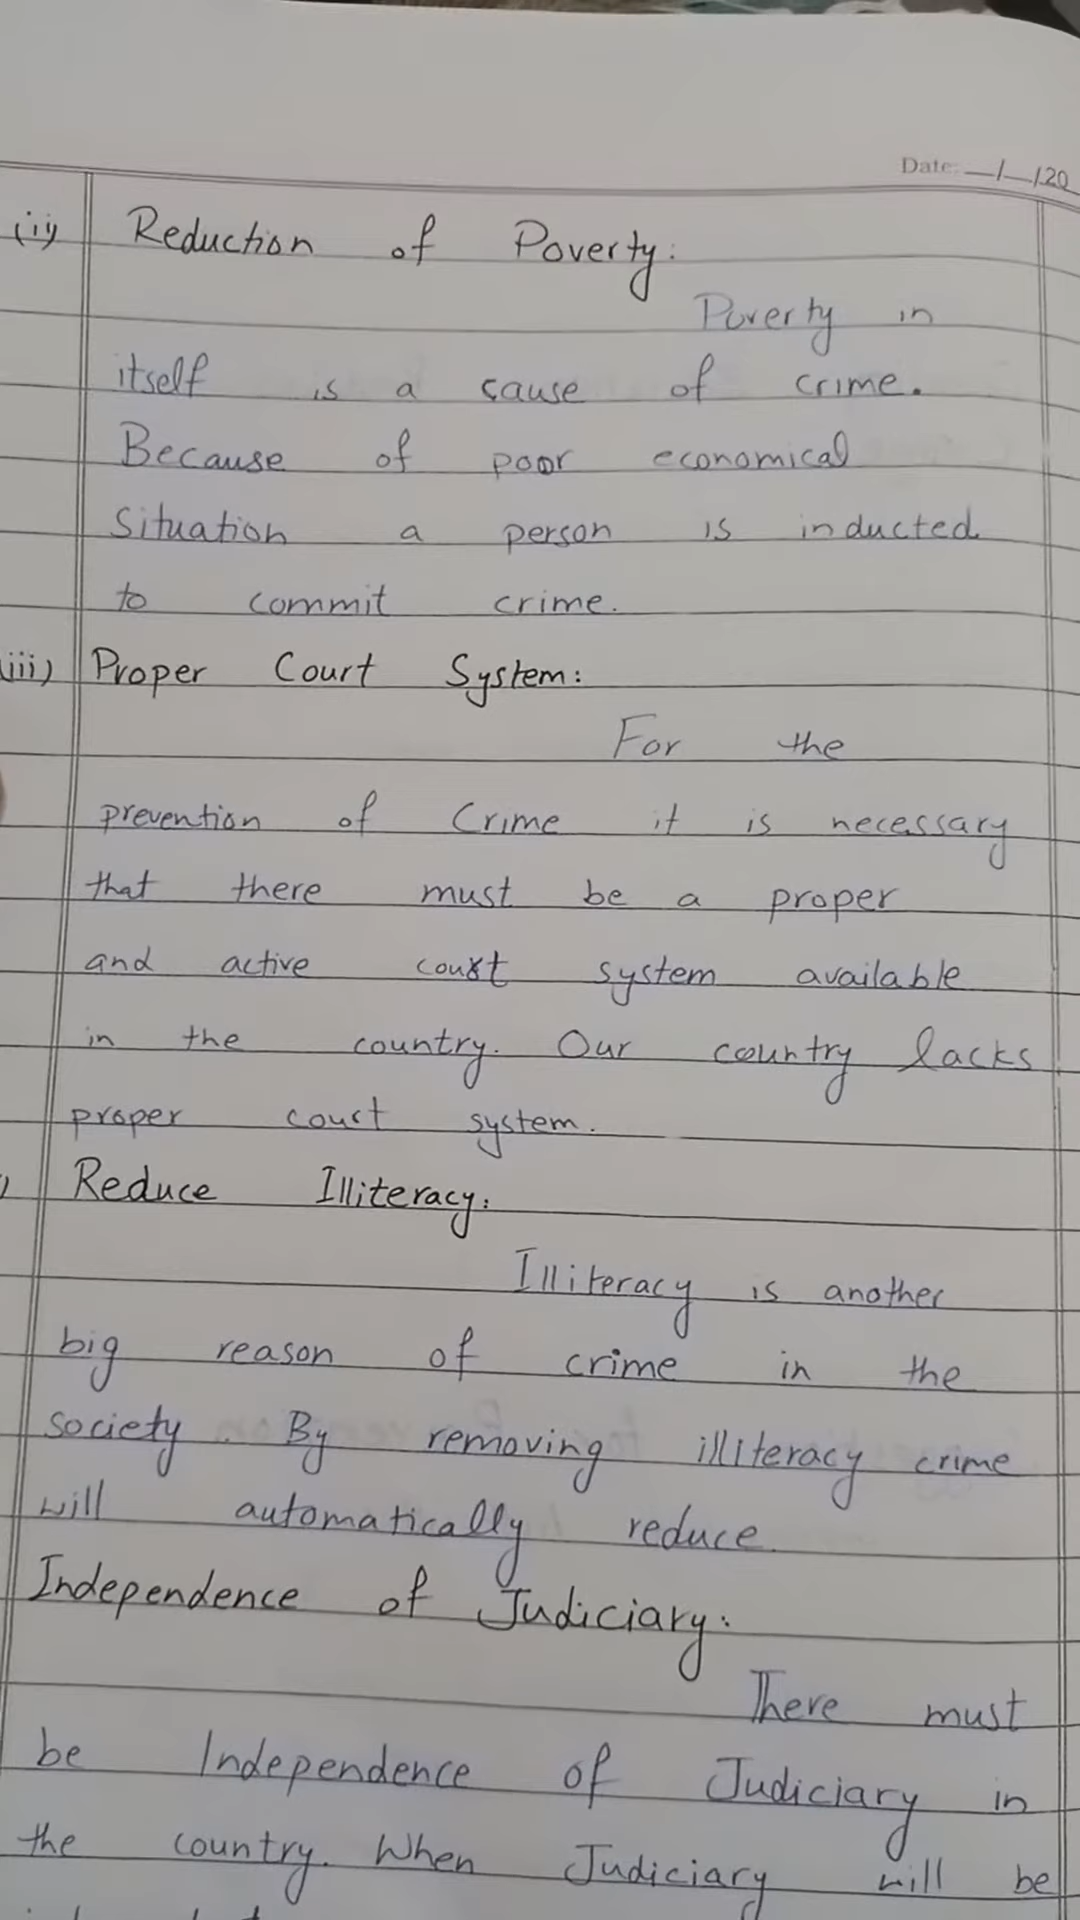 Date: __/__/20
(ii) Reduction of Poverty:
Poverty in
itself is a cause of crime.
Because of poor economical
situation a person is inducted
to commit crime.
(iii) Proper Court System:
For the
prevention of Crime it is necessary
that there must be a proper
and active court system available
in the country. Our country lacks
proper court system.
) Reduce Illiteracy:
Illiteracy is another
big reason of crime in the
society. By removing illiteracy crime
will automatically reduce.
Independence of Judiciary:
There must
be Independence of Judiciary in
the country. When Judiciary will be